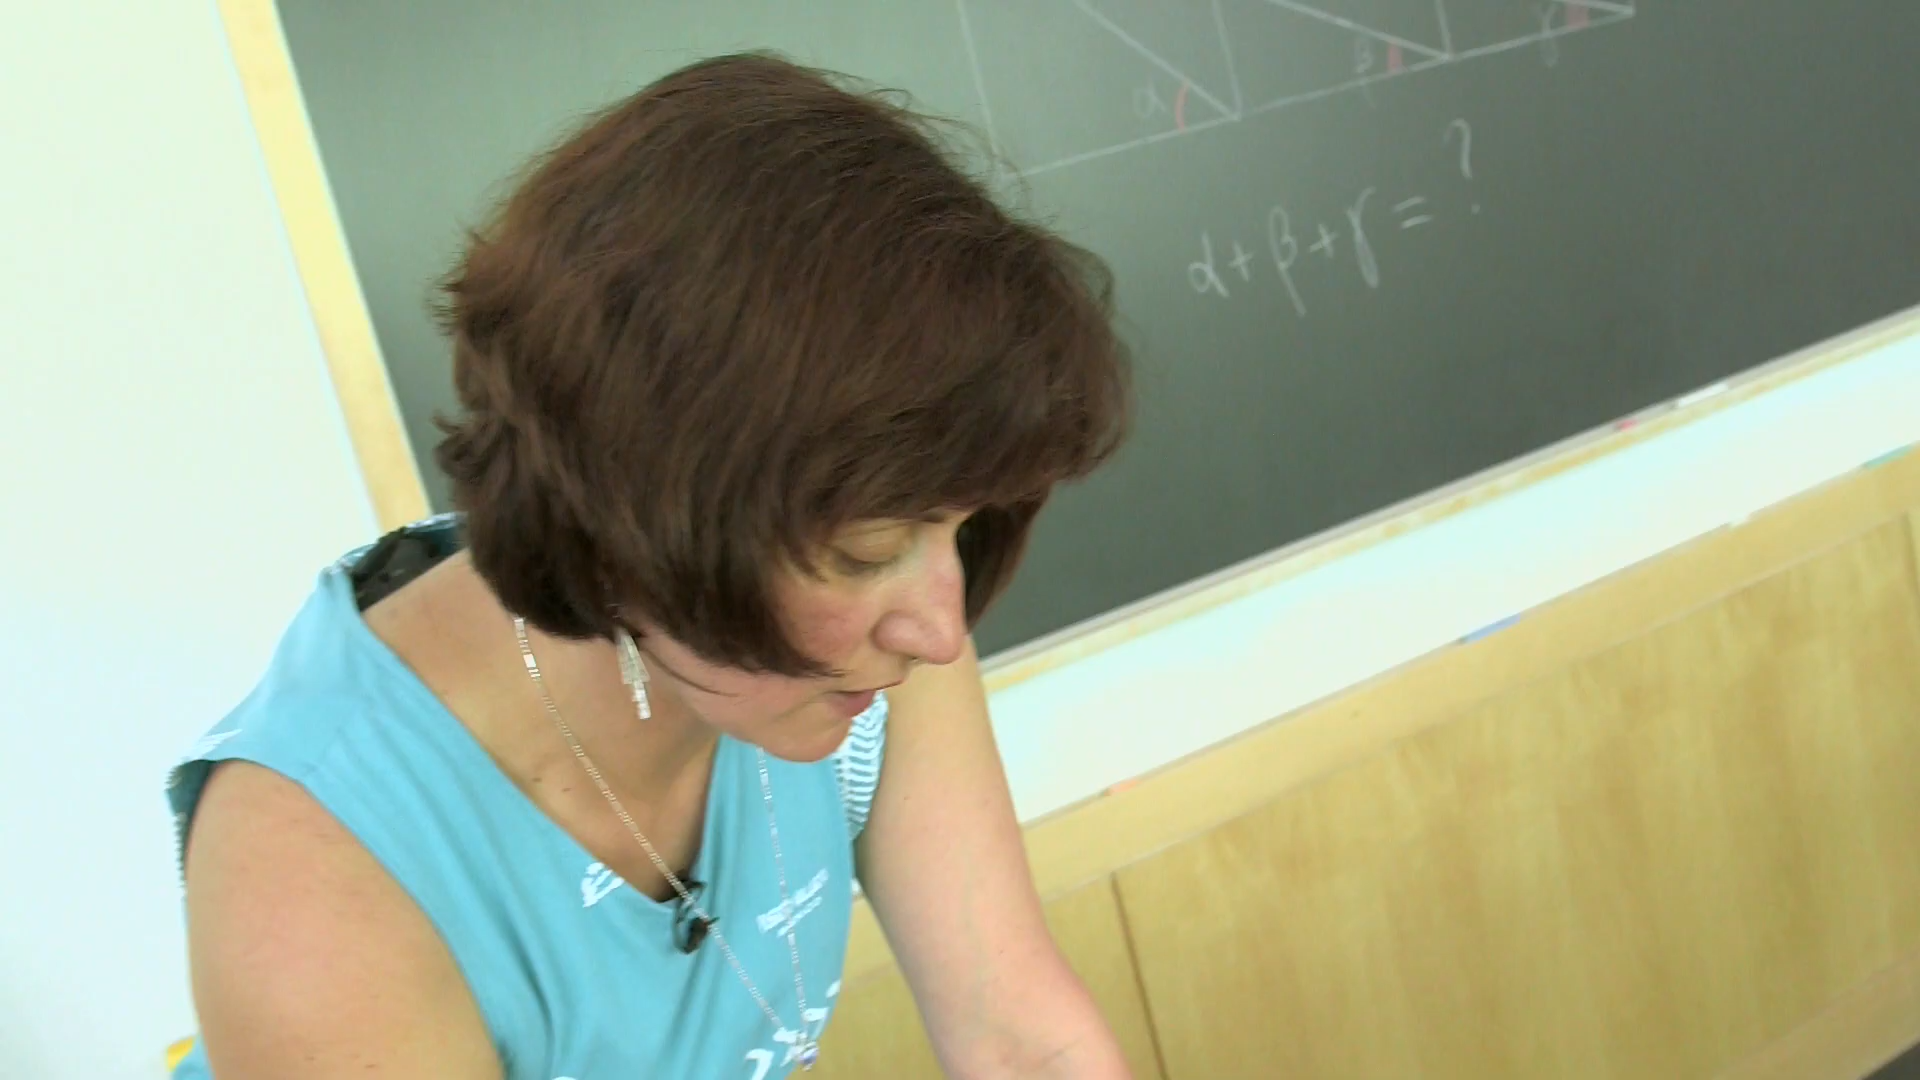 α β γ
α + β + γ = ?